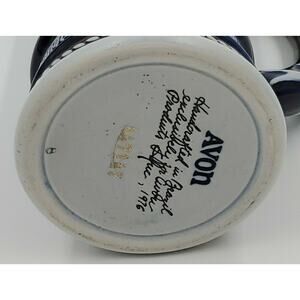 AVON
Handcrafted in Brazil
exclusively for Avon
Products Inc., 1976